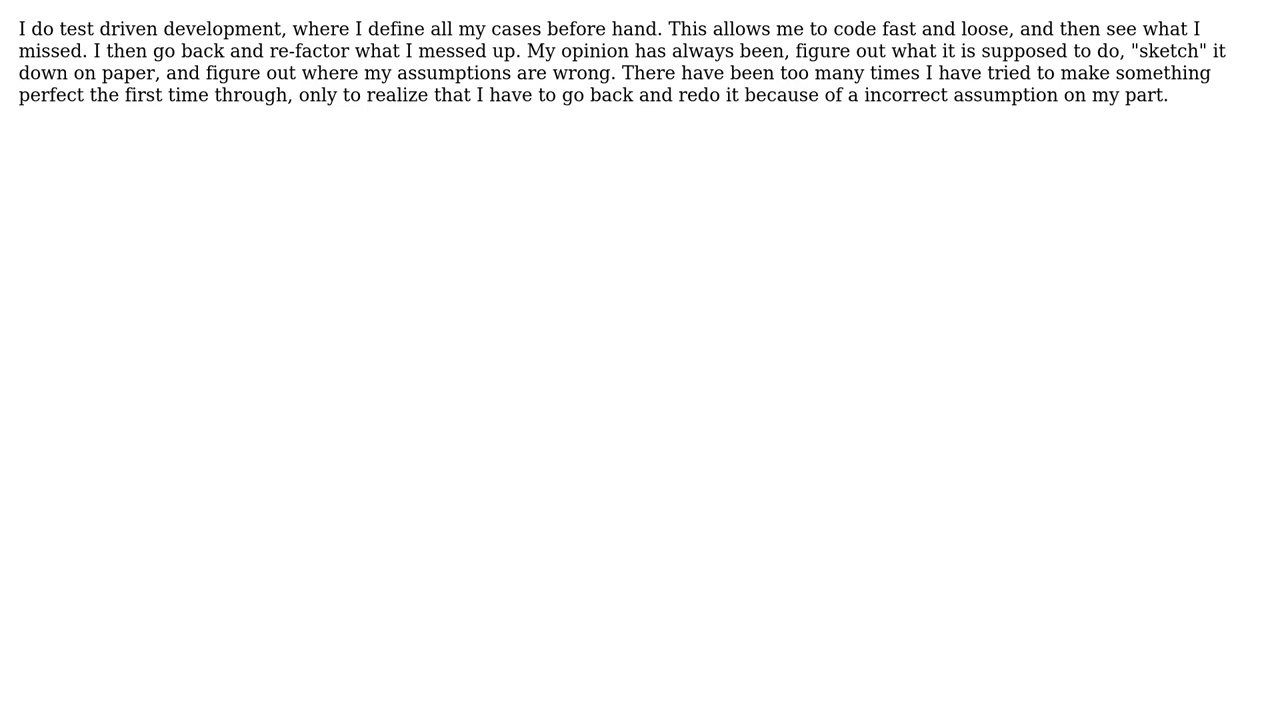 I do test driven development, where I define all my cases before hand. This allows me to code fast and loose, and then see what I
missed. I then go back and re-factor what I messed up. My opinion has always been, figure out what it is supposed to do, "sketch" it
down on paper, and figure out where my assumptions are wrong. There have been too many times I have tried to make something
perfect the first time through, only to realize that I have to go back and redo it because of a incorrect assumption on my part.